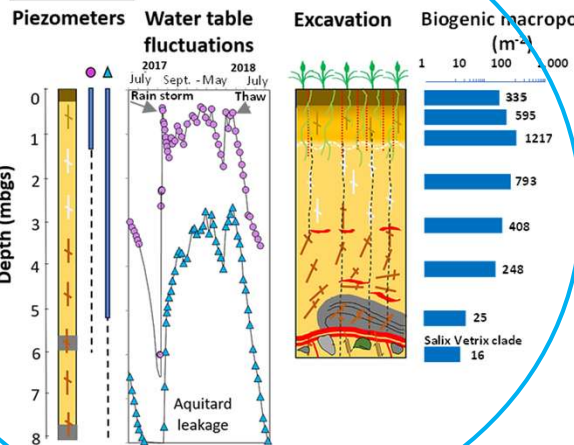 Piezometers
Water table
fluctuations
Excavation
Biogenic macropo
(m⁻²)
2017
2018
July
Sept. - May
July
1
10
100
1 000
Rain storm
Thaw
Depth (mbgs)
0
1
2
3
4
5
6
7
8
Aquitard
leakage
335
595
1217
793
408
248
25
Salix Vetrix clade
16